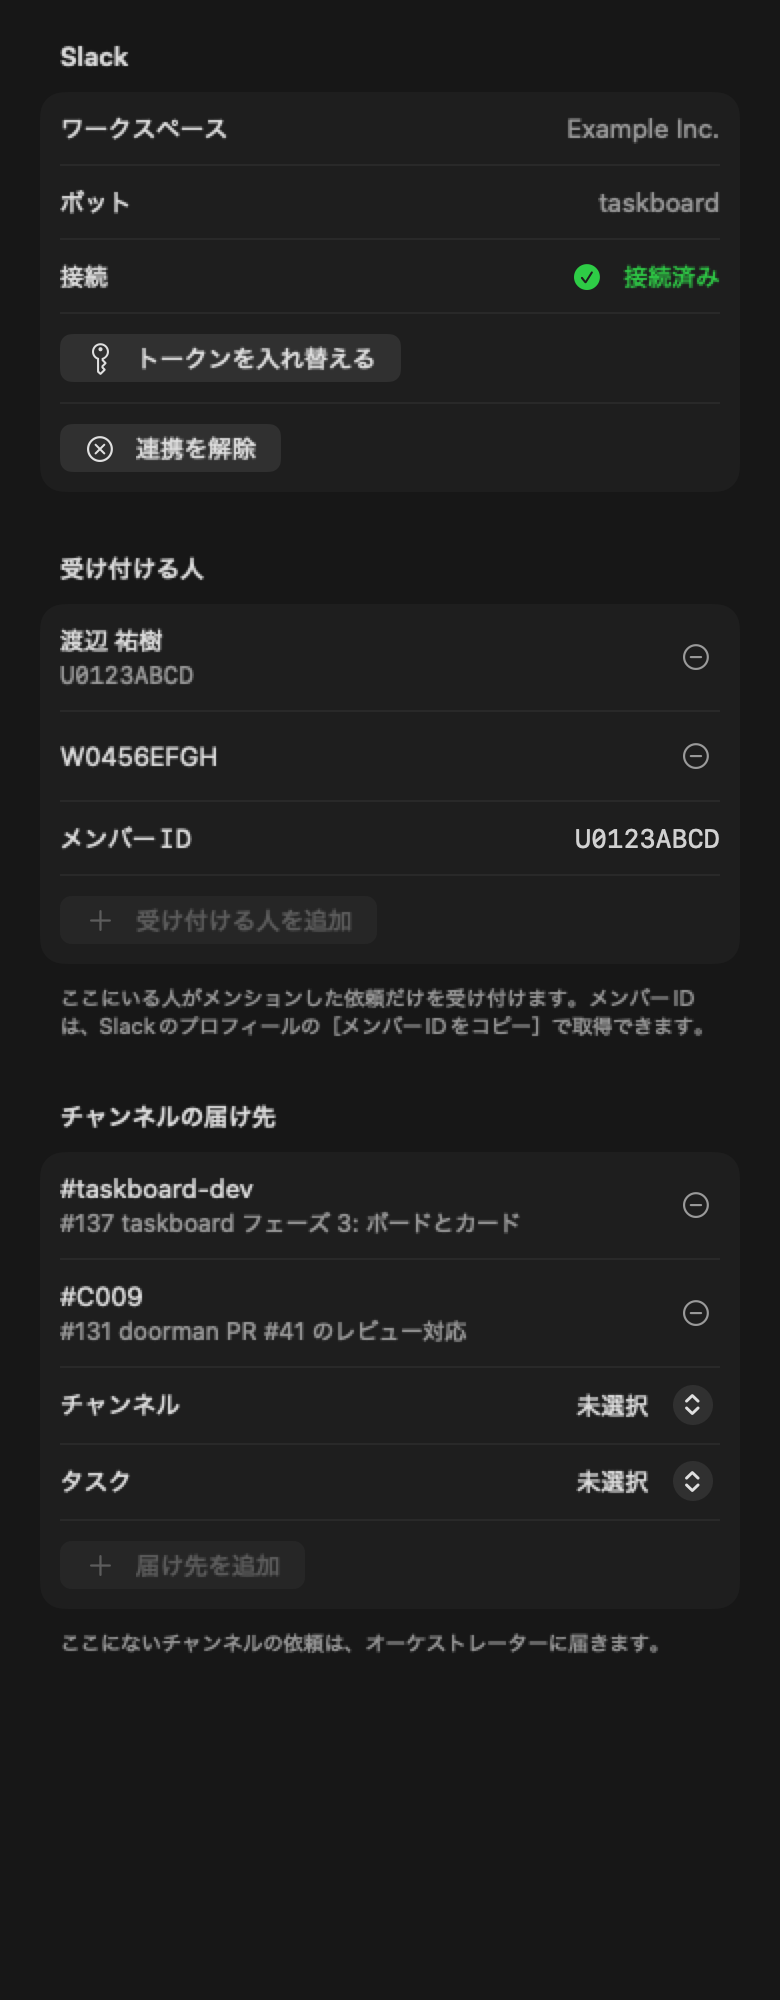 Slack
ワークスペース
Example Inc.
ボット
taskboard
接続
接続済み
トークンを入れ替える
連携を解除
受け付ける人
渡辺 祐樹
U0123ABCD
W0456EFGH
メンバーID
U0123ABCD
受け付ける人を追加
ここにいる人がメンションした依頼だけを受け付けます。メンバーID
は、Slackのプロフィールの［メンバーIDをコピー］で取得できます。
チャンネルの届け先
#taskboard-dev
#137 taskboard フェーズ 3: ボードとカード
#C009
#131 doorman PR #41 のレビュー対応
チャンネル
未選択
タスク
未選択
届け先を追加
ここにないチャンネルの依頼は、オーケストレーターに届きます。